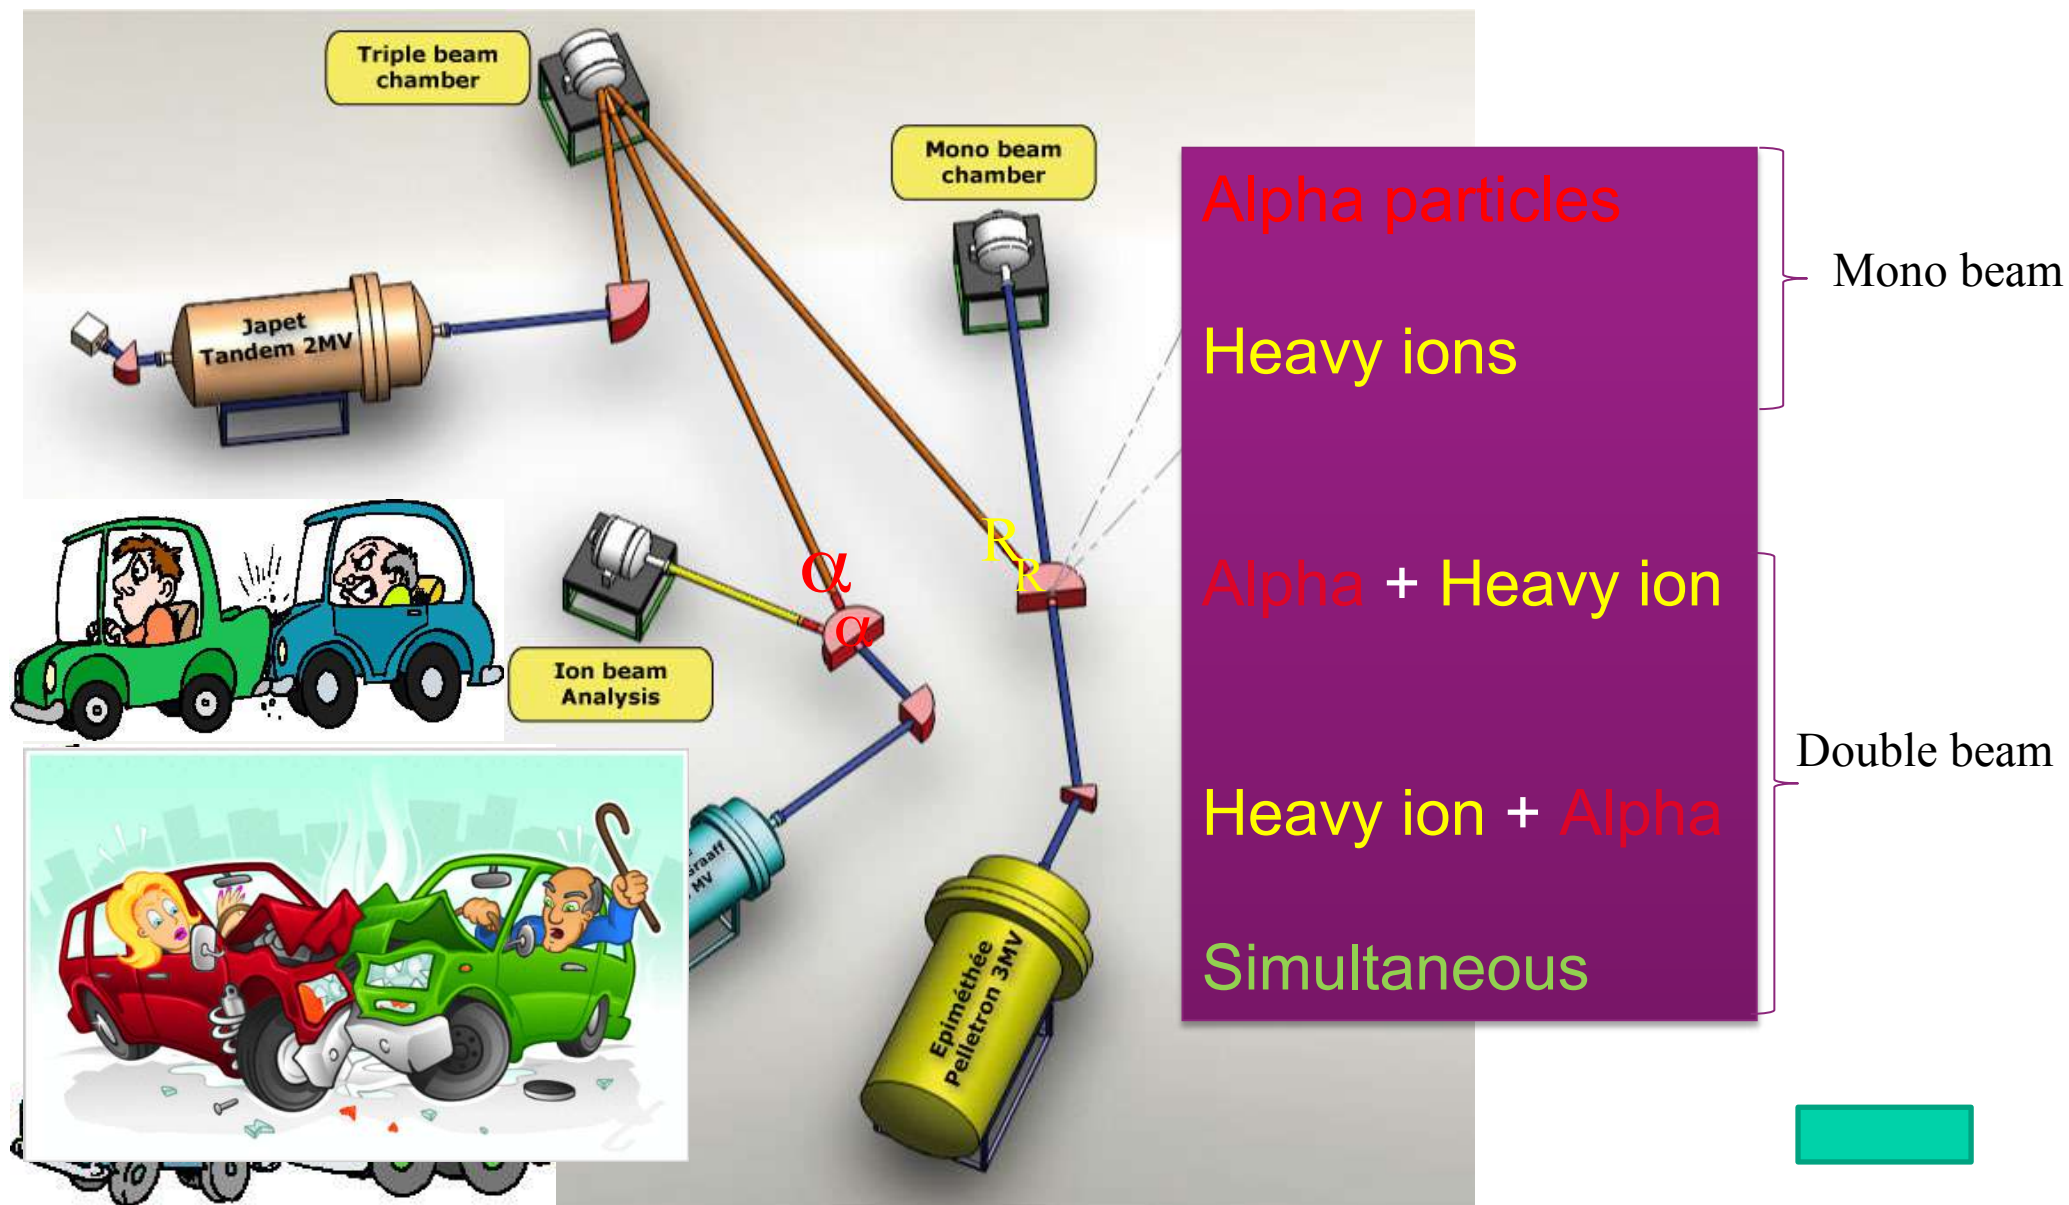 Triple beam
chamber
Mono beam
chamber
Japet
Tandem 2MV
Alpha particles
Heavy ions
Mono beam
R
R
α
α
Alpha + Heavy ion
Ion beam
Analysis
Double beam
Heavy ion + Alpha
Graaff
MV
Epiméthée
Pelletron 3MV
Simultaneous